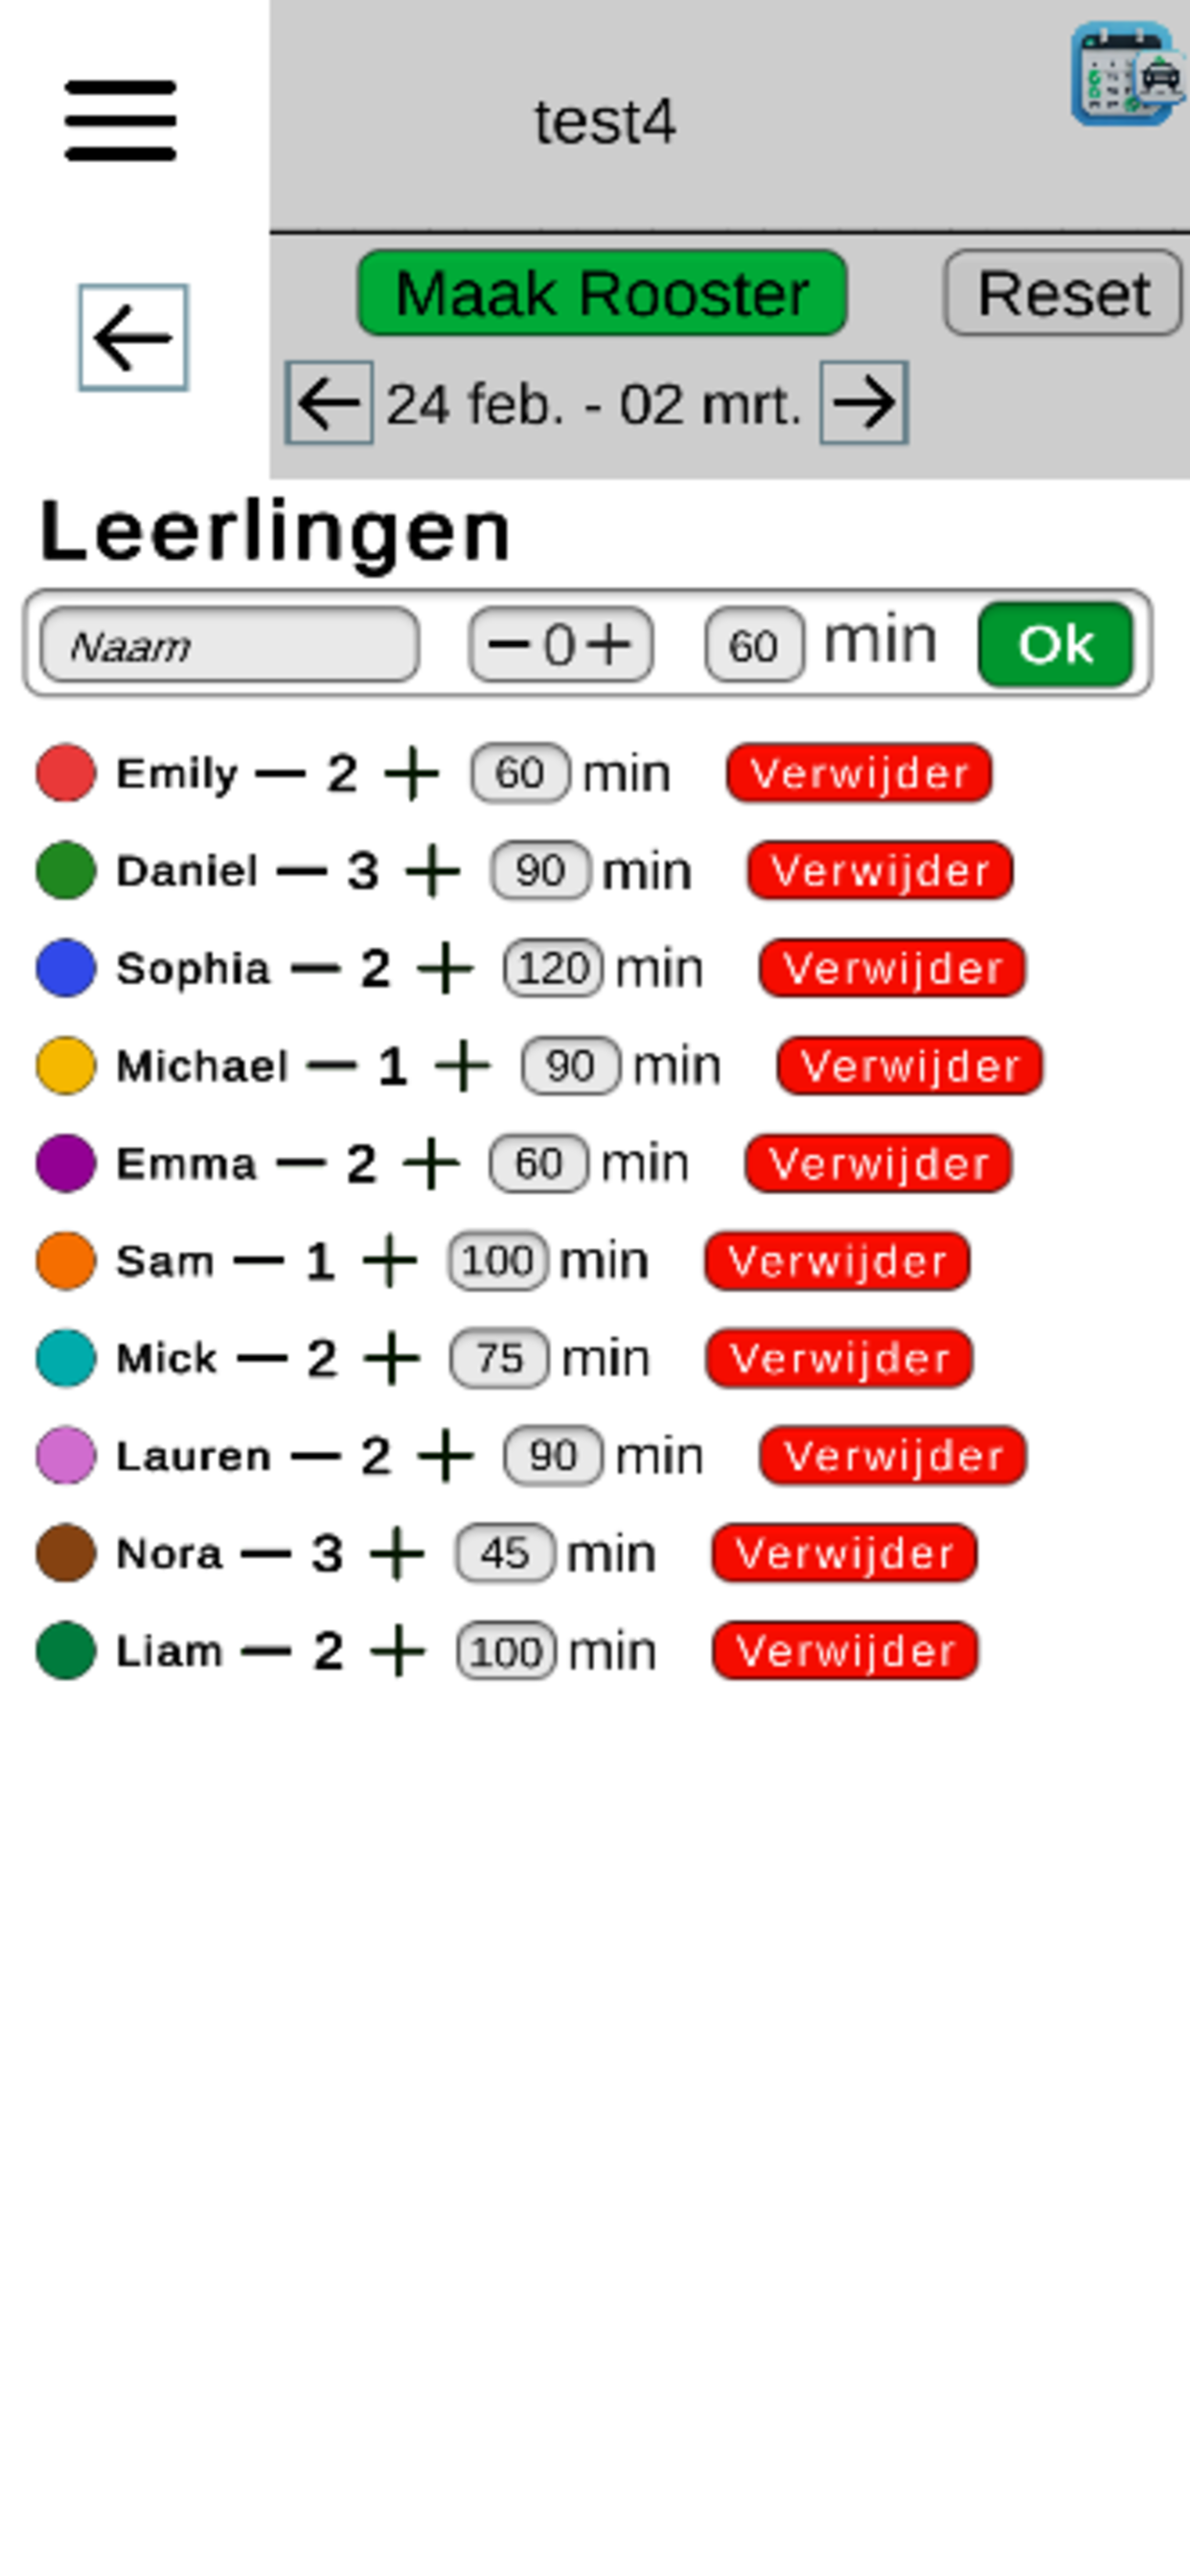 test4
Maak Rooster Reset
24 feb. - 02 mrt.
Leerlingen
Naam − 0 + 60 min Ok
Emily − 2 + 60 min Verwijder
Daniel − 3 + 90 min Verwijder
Sophia − 2 + 120 min Verwijder
Michael − 1 + 90 min Verwijder
Emma − 2 + 60 min Verwijder
Sam − 1 + 100 min Verwijder
Mick − 2 + 75 min Verwijder
Lauren − 2 + 90 min Verwijder
Nora − 3 + 45 min Verwijder
Liam − 2 + 100 min Verwijder